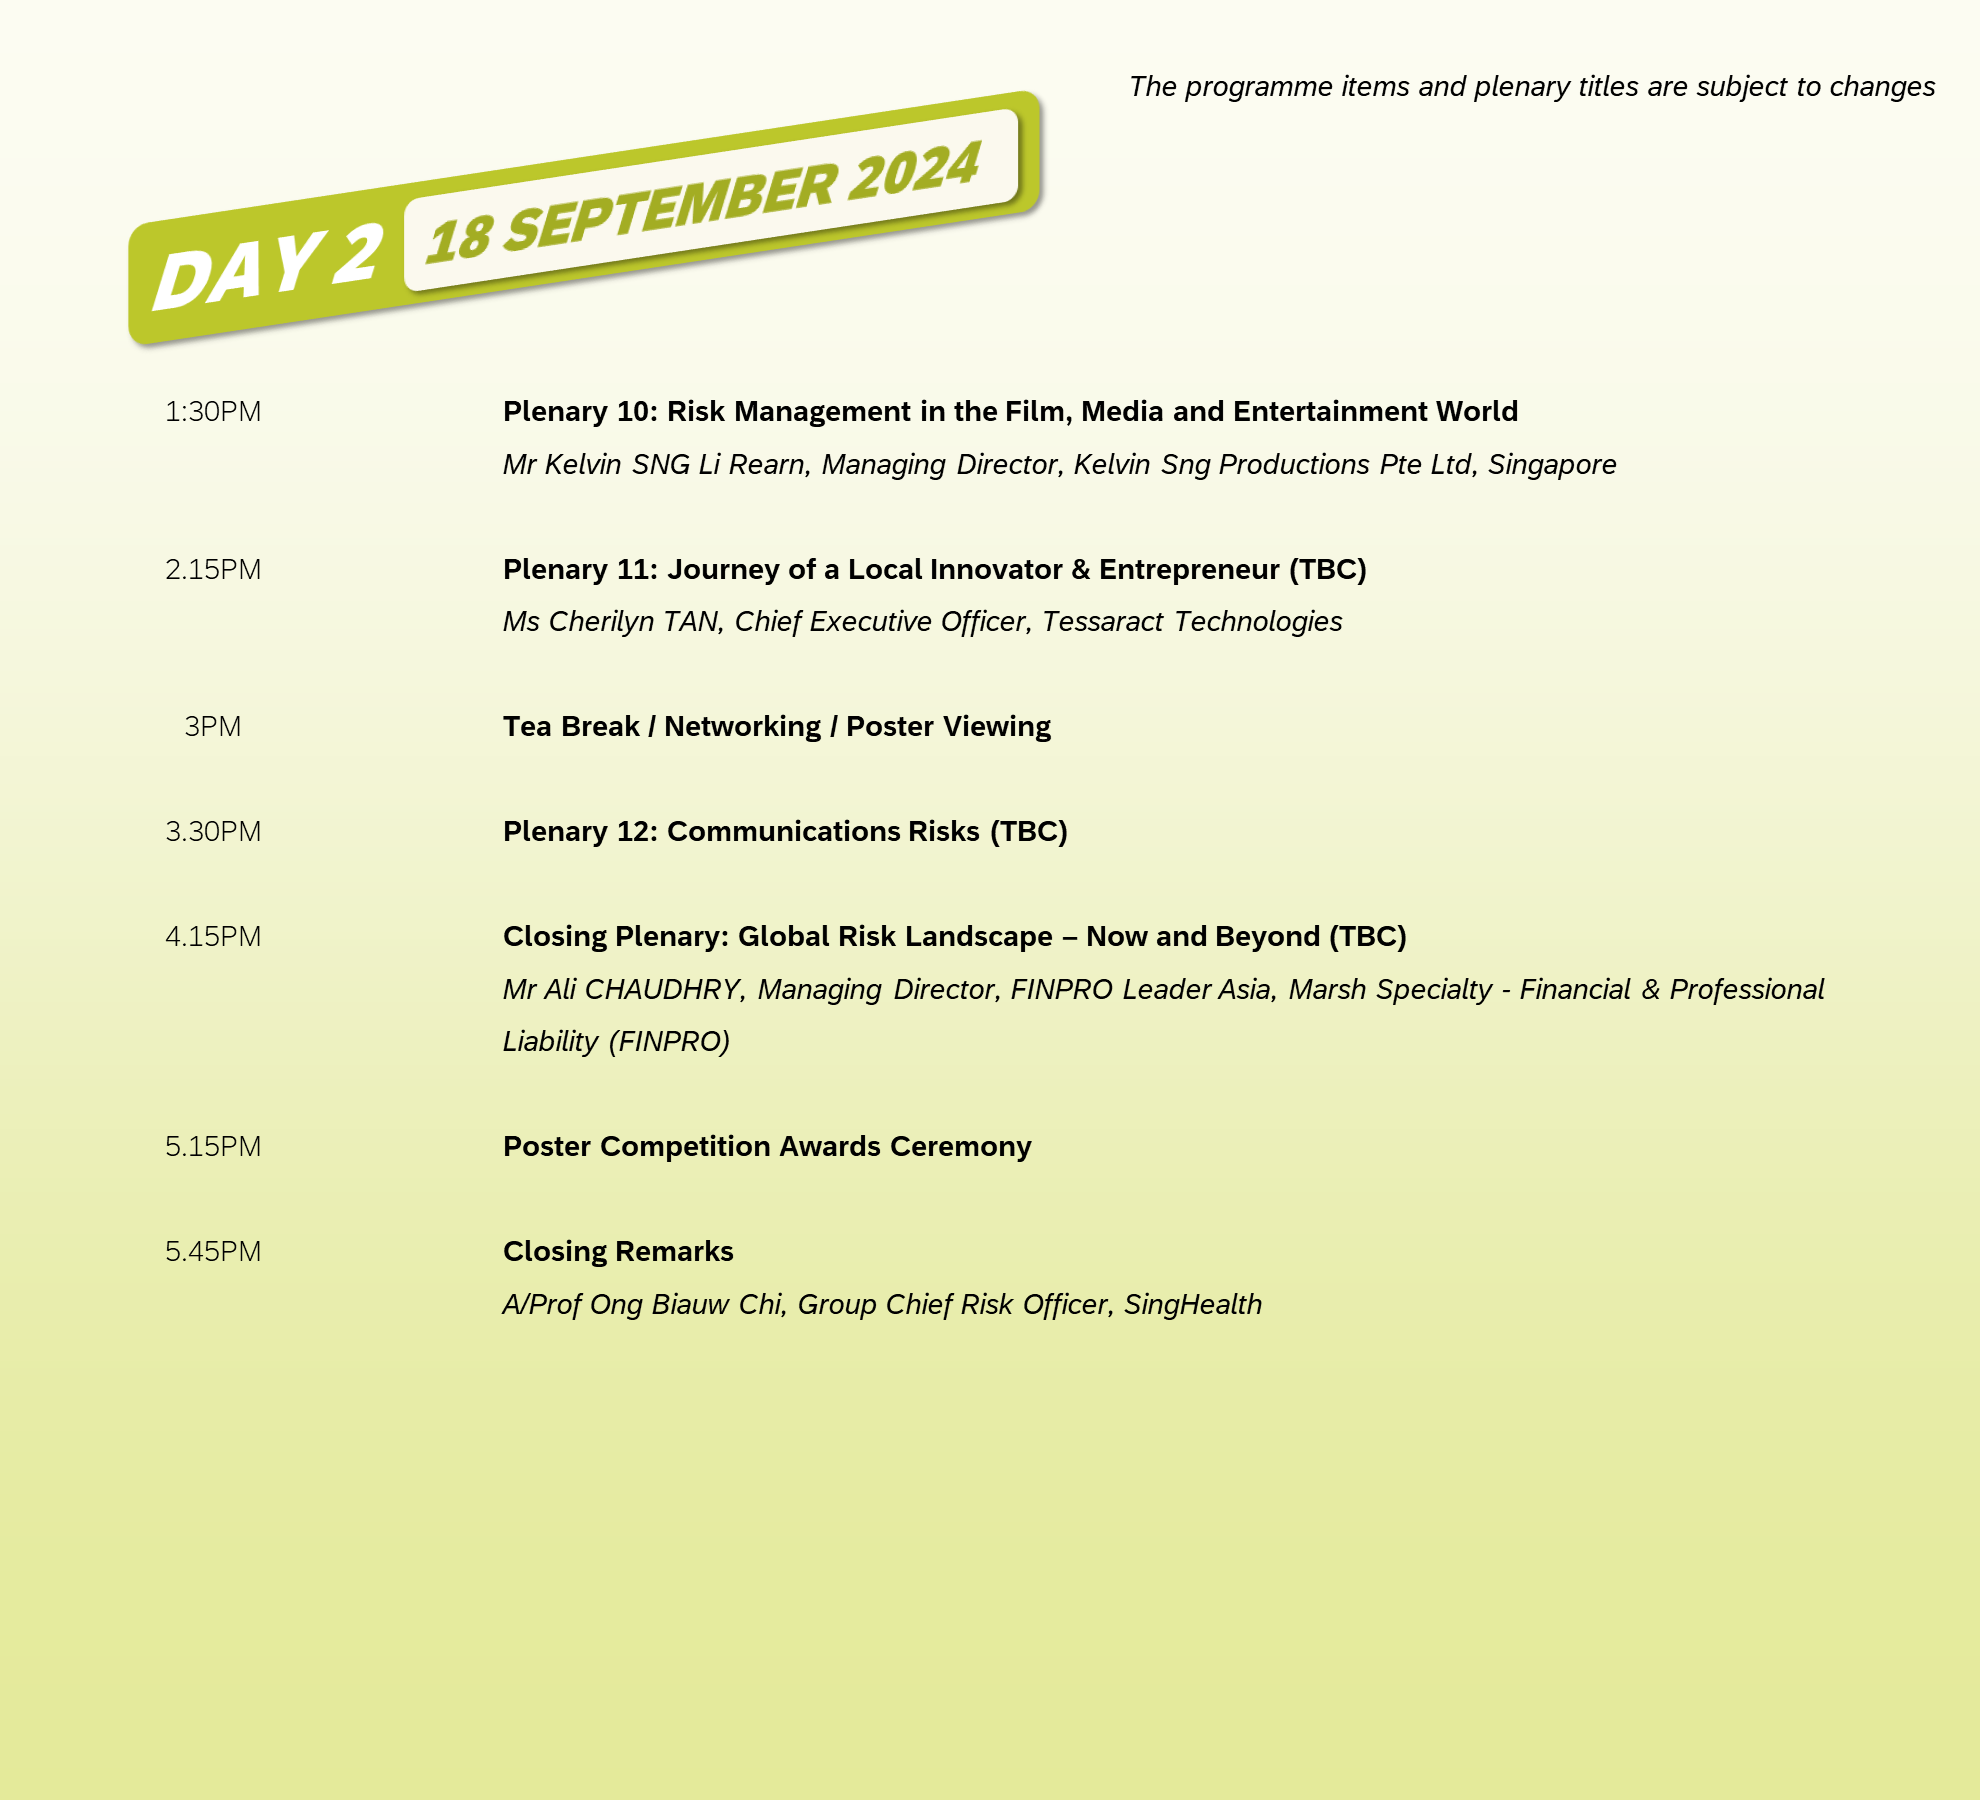 The programme items and plenary titles are subject to changes
DAY 2 18 SEPTEMBER 2024
1:30PM Plenary 10: Risk Management in the Film, Media and Entertainment World
Mr Kelvin SNG Li Rearn, Managing Director, Kelvin Sng Productions Pte Ltd, Singapore
2.15PM Plenary 11: Journey of a Local Innovator & Entrepreneur (TBC)
Ms Cherilyn TAN, Chief Executive Officer, Tessaract Technologies
3PM Tea Break / Networking / Poster Viewing
3.30PM Plenary 12: Communications Risks (TBC)
4.15PM Closing Plenary: Global Risk Landscape – Now and Beyond (TBC)
Mr Ali CHAUDHRY, Managing Director, FINPRO Leader Asia, Marsh Specialty - Financial & Professional
Liability (FINPRO)
5.15PM Poster Competition Awards Ceremony
5.45PM Closing Remarks
A/Prof Ong Biauw Chi, Group Chief Risk Officer, SingHealth